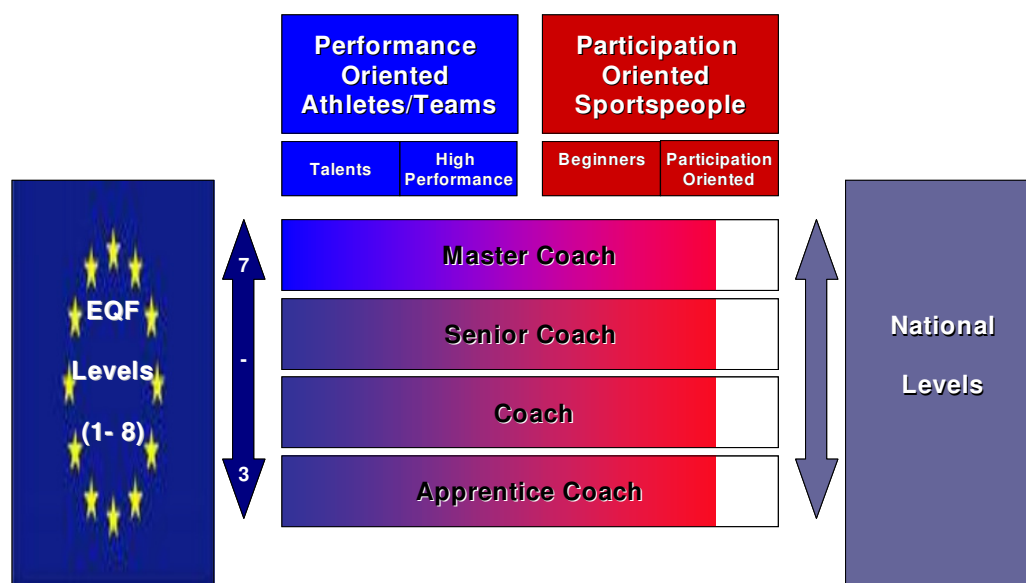 Performance
Oriented
Athletes/Teams
Participation
Oriented
Sportspeople
Talents
High
Performance
Beginners
Participation
Oriented
EQF
Levels
(1- 8)
7
-
3
Master Coach
Senior Coach
Coach
Apprentice Coach
National
Levels